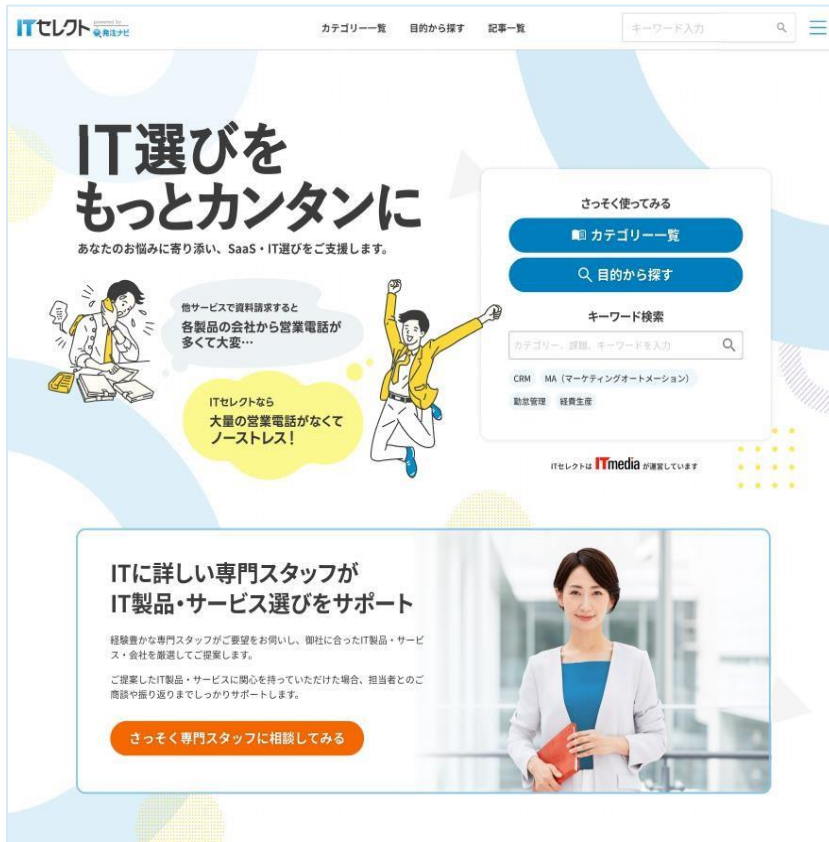 ITセレクト powered by 発注ナビ
カテゴリー一覧 目的から探す 記事一覧
キーワード入力
IT選びを
もっとカンタンに
あなたのお悩みに寄り添い、SaaS・IT選びをご支援します。
他サービスで資料請求すると
各製品の会社から営業電話が
多くて大変…
ITセレクトなら
大量の営業電話がなくて
ノーストレス！
さっそく使ってみる
カテゴリー一覧
目的から探す
キーワード検索
カテゴリー、課題、キーワードを入力
CRM MA（マーケティングオートメーション）
勤怠管理 経費生産
ITセレクトは ITmedia が運営しています
ITに詳しい専門スタッフが
IT製品・サービス選びをサポート
経験豊かな専門スタッフがご要望をお伺いし、御社に合ったIT製品・サービ
ス・会社を厳選してご提案します。
ご提案したIT製品・サービスに関心を持っていただけた場合、担当者とのご
商談や振り返りまでしっかりサポートします。
さっそく専門スタッフに相談してみる